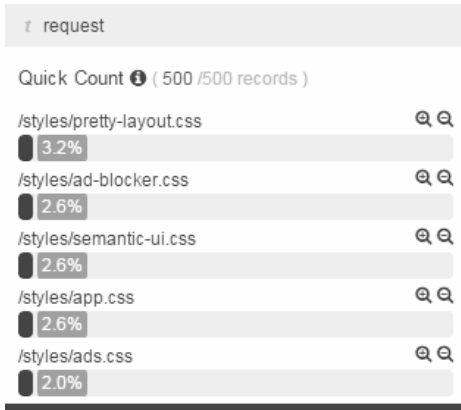 t request
Quick Count ( 500 /500 records )
/styles/pretty-layout.css
3.2%
/styles/ad-blocker.css
2.6%
/styles/semantic-ui.css
2.6%
/styles/app.css
2.6%
/styles/ads.css
2.0%